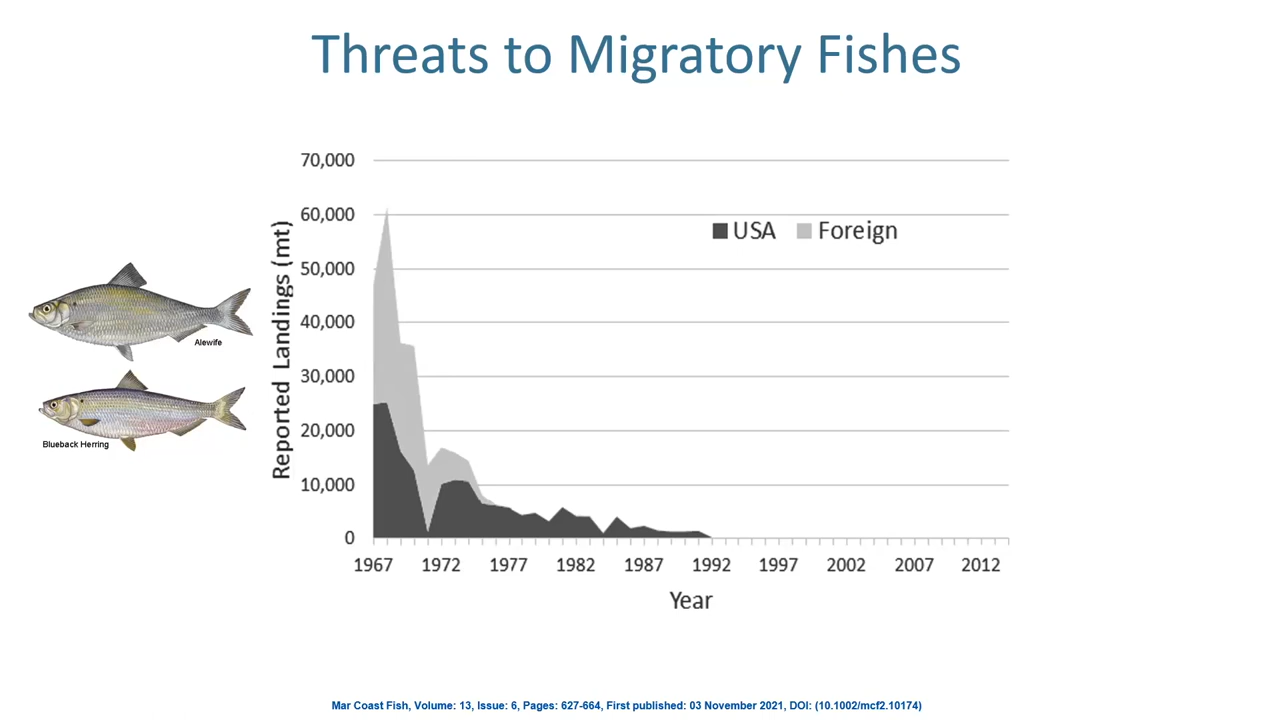 Threats to Migratory Fishes
70,000
60,000
50,000
40,000
30,000
20,000
10,000
0
Reported Landings (mt)
USA Foreign
Alewife
Blueback Herring
1967 1972 1977 1982 1987 1992 1997 2002 2007 2012
Year
Mar Coast Fish, Volume: 13, Issue: 6, Pages: 627-664, First published: 03 November 2021, DOI: (10.1002/mcf2.10174)